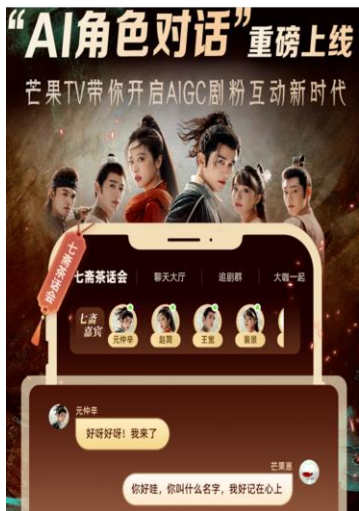 “AI角色对话”重磅上线
芒果TV带你开启AIGC剧粉互动新时代
七斋茶话会
七斋茶话会 聊天大厅 追剧群 大咖一起
七斋
嘉宾
元仲辛 赵简 王宽 裴景
元仲辛
好呀好呀！我来了
芒果崽
你好哇，你叫什么名字，我好记在心上